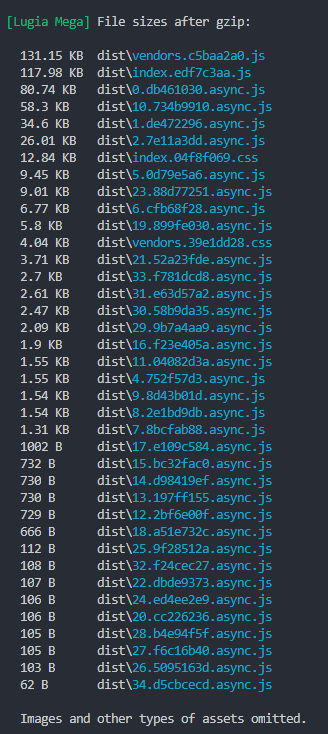 [Lugia Mega] File sizes after gzip:
131.15 KB dist\vendors.c5baa2a0.js
117.98 KB dist\index.edf7c3aa.js
80.74 KB dist\0.db461030.async.js
58.3 KB dist\10.734b9910.async.js
34.6 KB dist\1.de472296.async.js
26.01 KB dist\2.7e11a3dd.async.js
12.84 KB dist\index.04f8f069.css
9.45 KB dist\5.0d79e5a6.async.js
9.01 KB dist\23.88d77251.async.js
6.77 KB dist\6.cfb68f28.async.js
5.8 KB dist\19.899fe030.async.js
4.04 KB dist\vendors.39e1dd28.css
3.71 KB dist\21.52a23fde.async.js
2.7 KB dist\33.f781dcd8.async.js
2.61 KB dist\31.e63d57a2.async.js
2.47 KB dist\30.58b9da35.async.js
2.09 KB dist\29.9b7a4aa9.async.js
1.9 KB dist\16.f23e405a.async.js
1.55 KB dist\11.04082d3a.async.js
1.55 KB dist\4.752f57d3.async.js
1.54 KB dist\9.8d43b01d.async.js
1.54 KB dist\8.2e1bd9db.async.js
1.31 KB dist\7.8bcfab88.async.js
1002 B dist\17.e109c584.async.js
732 B dist\15.bc32fac0.async.js
730 B dist\14.d98419ef.async.js
730 B dist\13.197ff155.async.js
729 B dist\12.2bf6e00f.async.js
666 B dist\18.a51e732c.async.js
112 B dist\25.9f28512a.async.js
108 B dist\32.f24cec27.async.js
107 B dist\22.dbde9373.async.js
106 B dist\24.ed4ee2e9.async.js
106 B dist\20.cc226236.async.js
105 B dist\28.b4e94f5f.async.js
105 B dist\27.f6c16b40.async.js
103 B dist\26.5095163d.async.js
62 B dist\34.d5cbcecd.async.js
Images and other types of assets omitted.